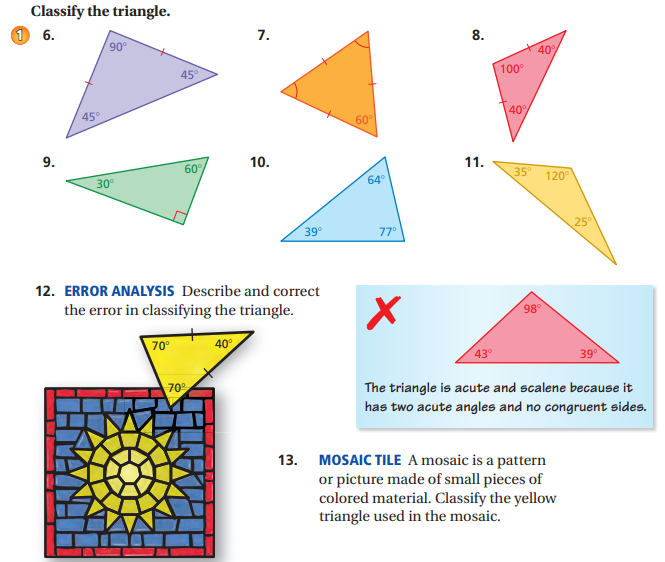 Classify the triangle.
1 6. 7. 8.
90° 45° 45°
60°
40° 100° 40°
9. 10. 11.
30° 60°
64° 39° 77°
35° 120° 25°
12. ERROR ANALYSIS Describe and correct
the error in classifying the triangle.
98°
43° 39°
The triangle is acute and scalene because it
has two acute angles and no congruent sides.
70° 40°
70°
13. MOSAIC TILE A mosaic is a pattern
or picture made of small pieces of
colored material. Classify the yellow
triangle used in the mosaic.